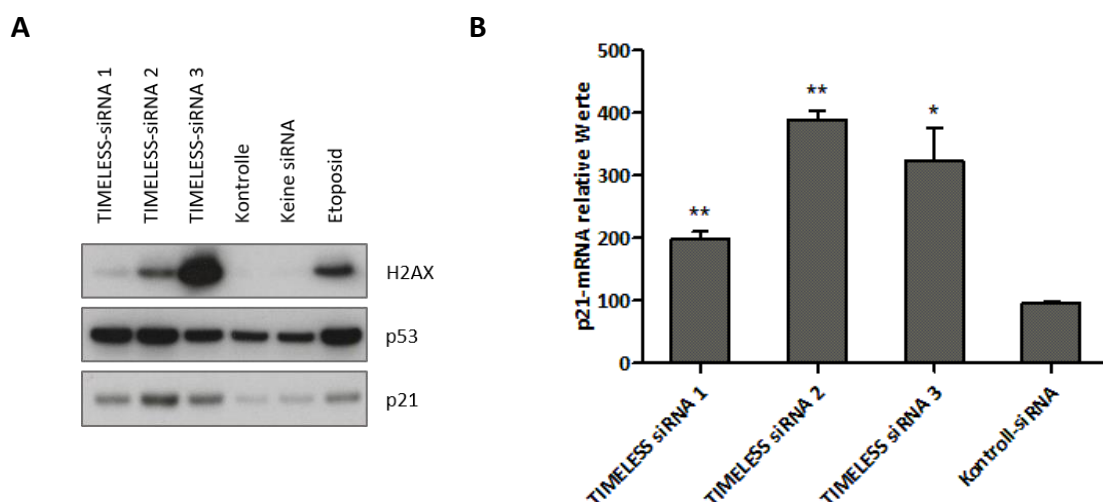 A
TIMELESS-siRNA 1
TIMELESS-siRNA 2
TIMELESS-siRNA 3
Kontrolle
Keine siRNA
Etoposid
H2AX
p53
p21
B
p21-mRNA relative Werte
500
400
300
200
100
0
**
**
*
TIMELESS siRNA 1
TIMELESS siRNA 2
TIMELESS siRNA 3
Kontroll-siRNA